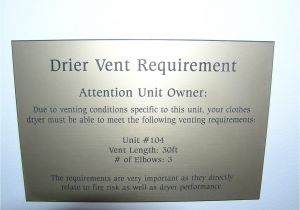 Drier Vent Requirement
Attention Unit Owner:
Due to venting conditions specific to this unit, your clothes
dryer must be able to meet the following venting requirements:
Unit #104
Vent Length: 30ft
# of Elbows: 3
The requirements are very important as they directly
relate to fire risk as well as dryer performance